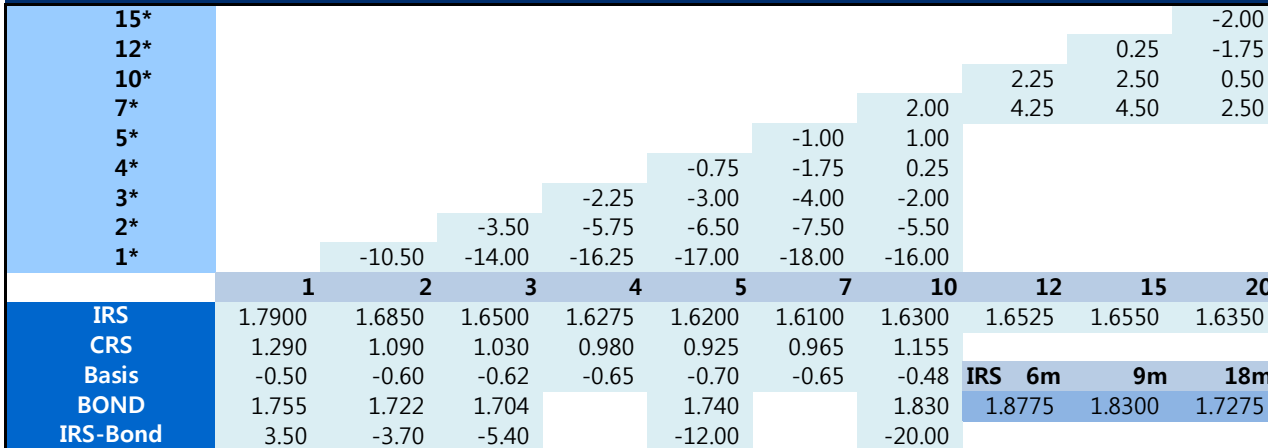 15* -2.00
12* 0.25 -1.75
10* 2.25 2.50 0.50
7* 2.00 4.25 4.50 2.50
5* -1.00 1.00
4* -0.75 -1.75 0.25
3* -2.25 -3.00 -4.00 -2.00
2* -3.50 -5.75 -6.50 -7.50 -5.50
1* -10.50 -14.00 -16.25 -17.00 -18.00 -16.00
1 2 3 4 5 7 10 12 15 20
IRS 1.7900 1.6850 1.6500 1.6275 1.6200 1.6100 1.6300 1.6525 1.6550 1.6350
CRS 1.290 1.090 1.030 0.980 0.925 0.965 1.155
Basis -0.50 -0.60 -0.62 -0.65 -0.70 -0.65 -0.48 IRS 6m 9m 18m
BOND 1.755 1.722 1.704 1.740 1.830 1.8775 1.8300 1.7275
IRS-Bond 3.50 -3.70 -5.40 -12.00 -20.00